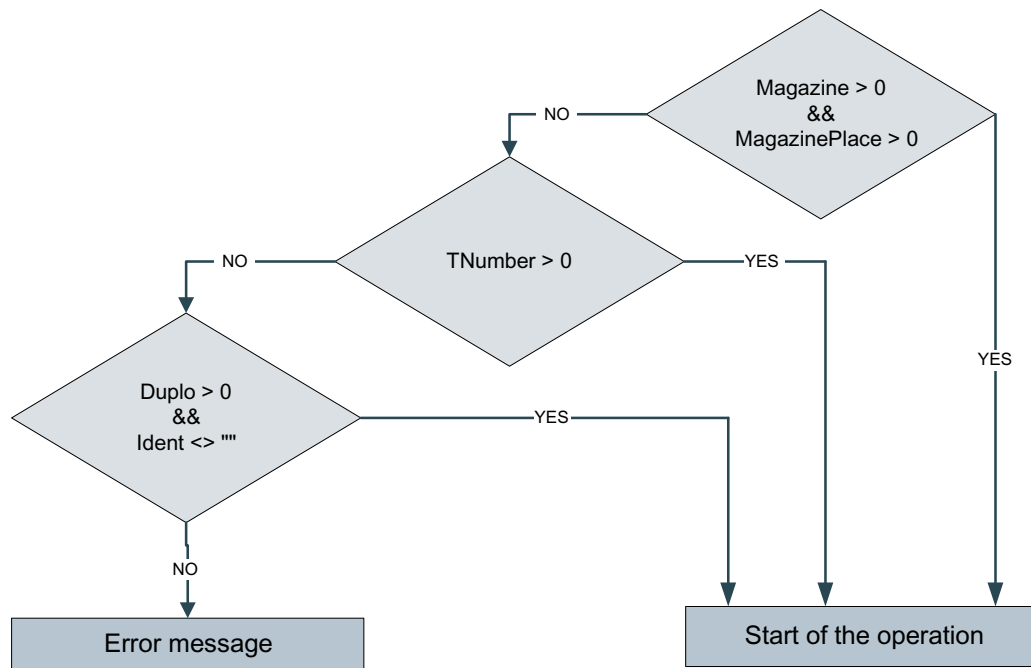 Magazine > 0
&&
MagazinePlace > 0
NO
TNumber > 0
NO
YES
YES
Duplo > 0
&&
Ident <> ""
YES
NO
Error message
Start of the operation